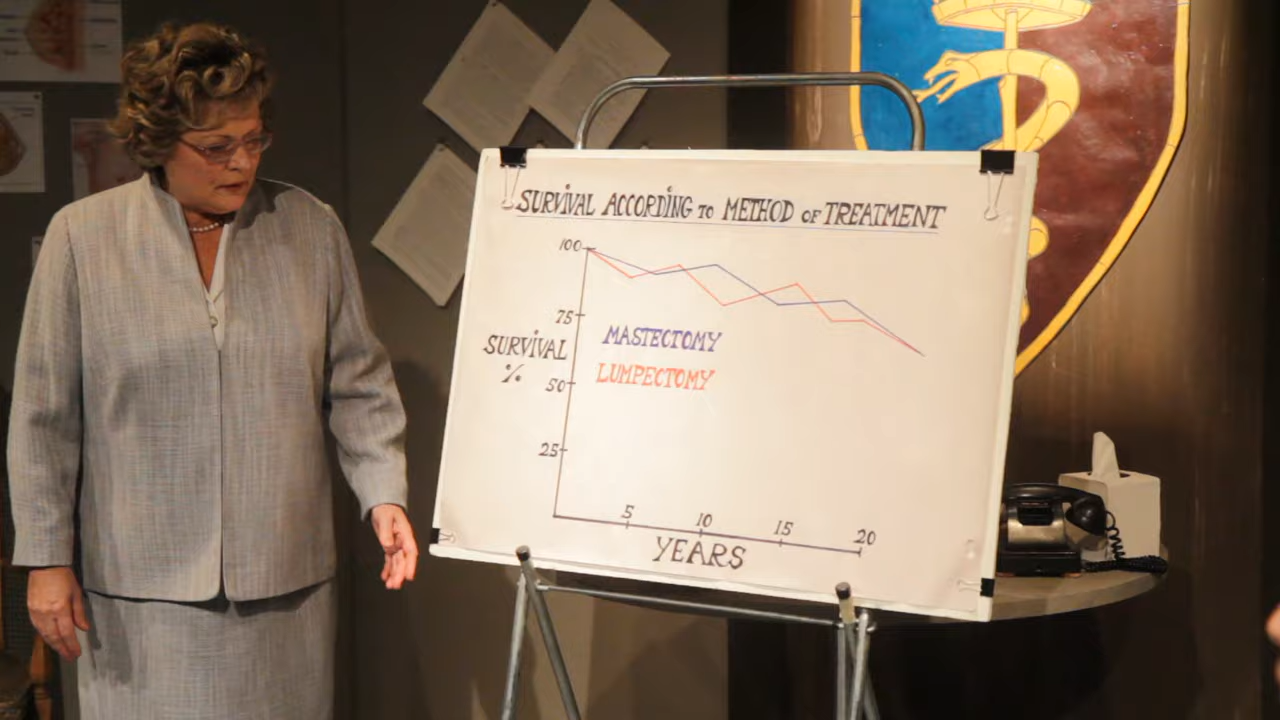 SURVIVAL ACCORDING TO METHOD OF TREATMENT
100
75
SURVIVAL
%
MASTECTOMY
LUMPECTOMY
50
25
5 10 15 20
YEARS